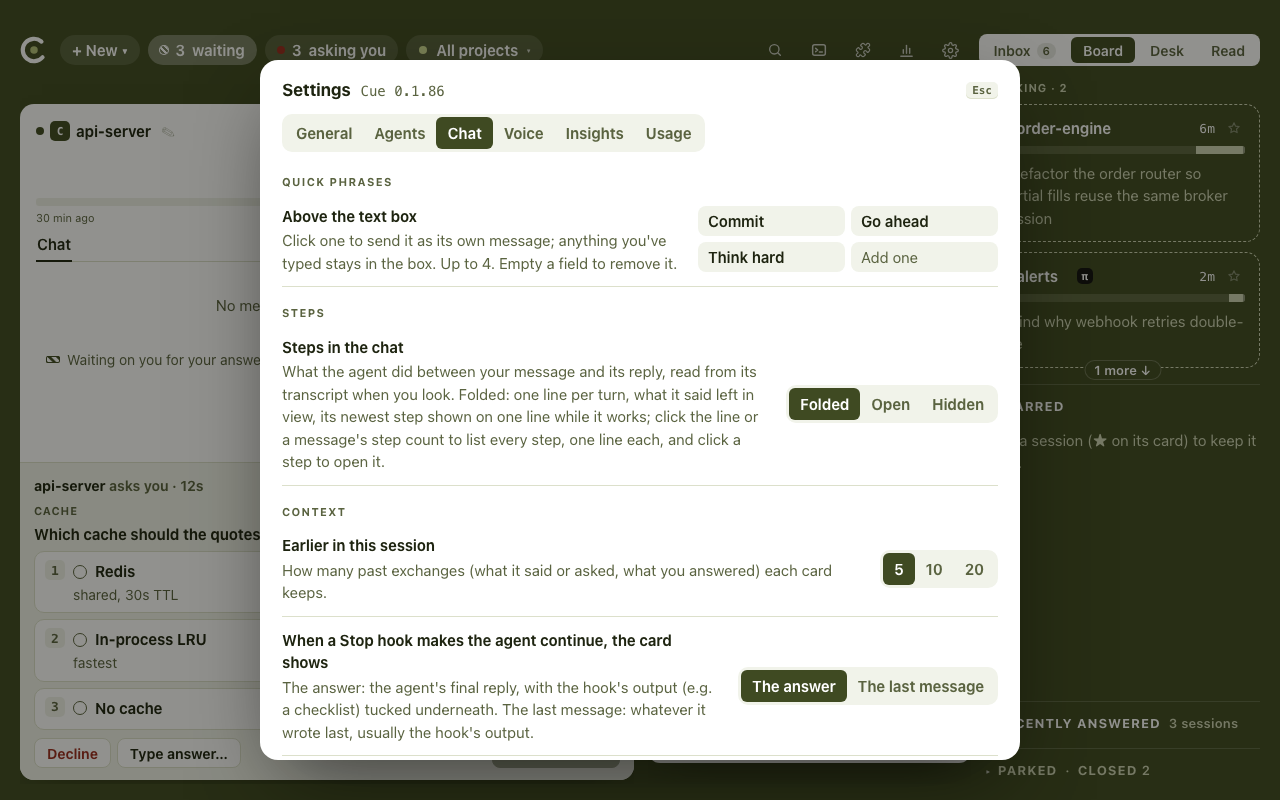 + New ▾
3 waiting
3 asking you
All projects
Inbox 6
Board
Desk
Read
Settings Cue 0.1.86
Esc
General
Agents
Chat
Voice
Insights
Usage
QUICK PHRASES
Above the text box
Click one to send it as its own message; anything you've
typed stays in the box. Up to 4. Empty a field to remove it.
Commit
Go ahead
Think hard
Add one
STEPS
Steps in the chat
What the agent did between your message and its reply, read from its
transcript when you look. Folded: one line per turn, what it said left in
view, its newest step shown on one line while it works; click the line or
a message's step count to list every step, one line each, and click a
step to open it.
Folded
Open
Hidden
CONTEXT
Earlier in this session
How many past exchanges (what it said or asked, what you answered) each card
keeps.
5
10
20
When a Stop hook makes the agent continue, the card
shows
The answer: the agent's final reply, with the hook's output (e.g.
a checklist) tucked underneath. The last message: whatever it
wrote last, usually the hook's output.
The answer
The last message
C api-server
30 min ago
Chat
No me
Waiting on you for your answe
api-server asks you · 12s
CACHE
Which cache should the quotes
1 Redis
shared, 30s TTL
2 In-process LRU
fastest
3 No cache
Decline
Type answer...
KING · 2
order-engine 6m
efactor the order router so
rtial fills reuse the same broker
ssion
alerts π 2m
ind why webhook retries double-
1 more ↓
ARRED
a session (★ on its card) to keep it
CENTLY ANSWERED 3 sessions
PARKED · CLOSED 2